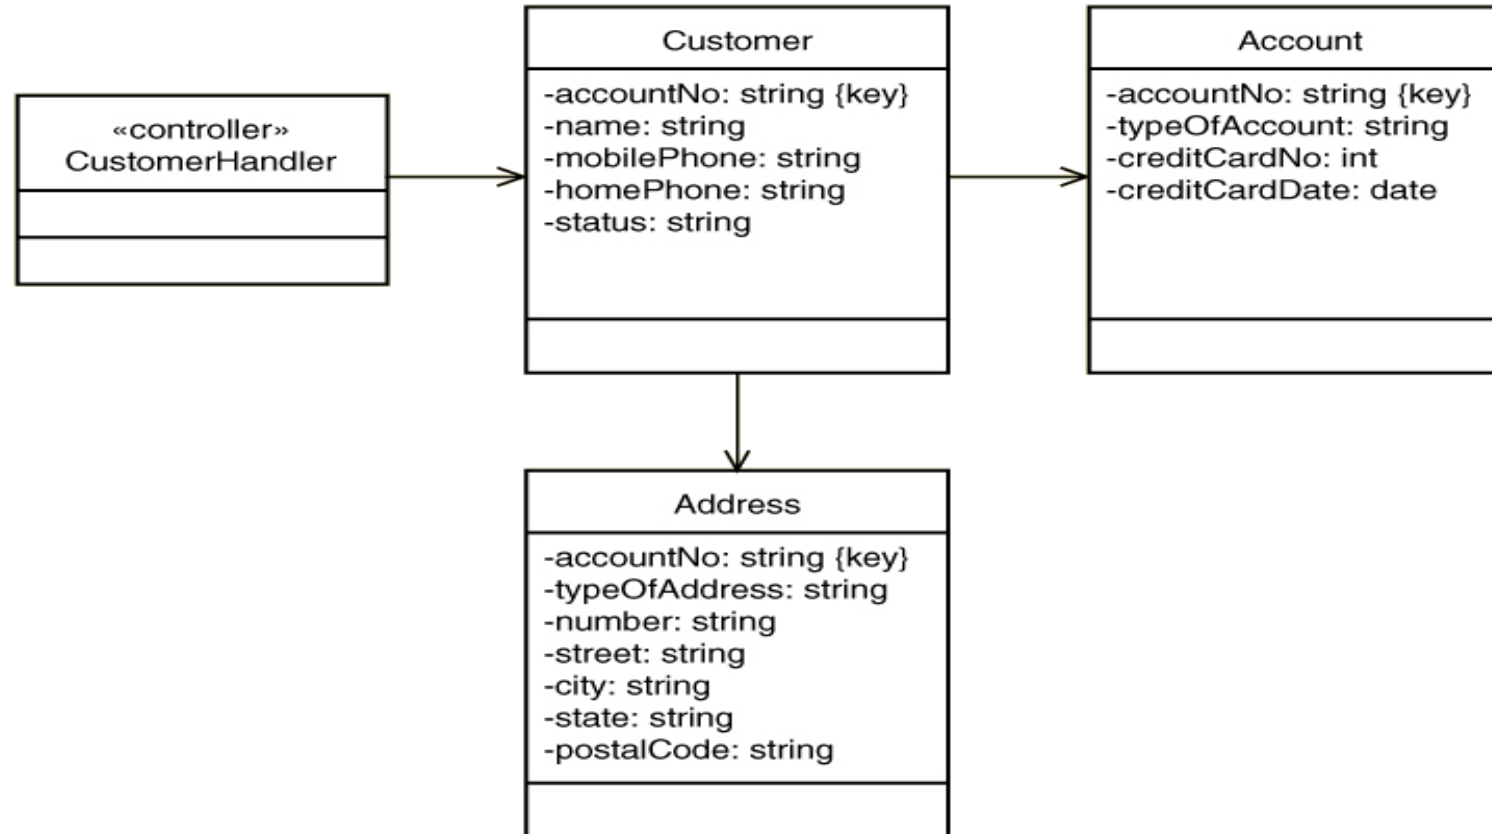 «controller»
CustomerHandler
Customer
-accountNo: string {key}
-name: string
-mobilePhone: string
-homePhone: string
-status: string
Account
-accountNo: string {key}
-typeOfAccount: string
-creditCardNo: int
-creditCardDate: date
Address
-accountNo: string {key}
-typeOfAddress: string
-number: string
-street: string
-city: string
-state: string
-postalCode: string